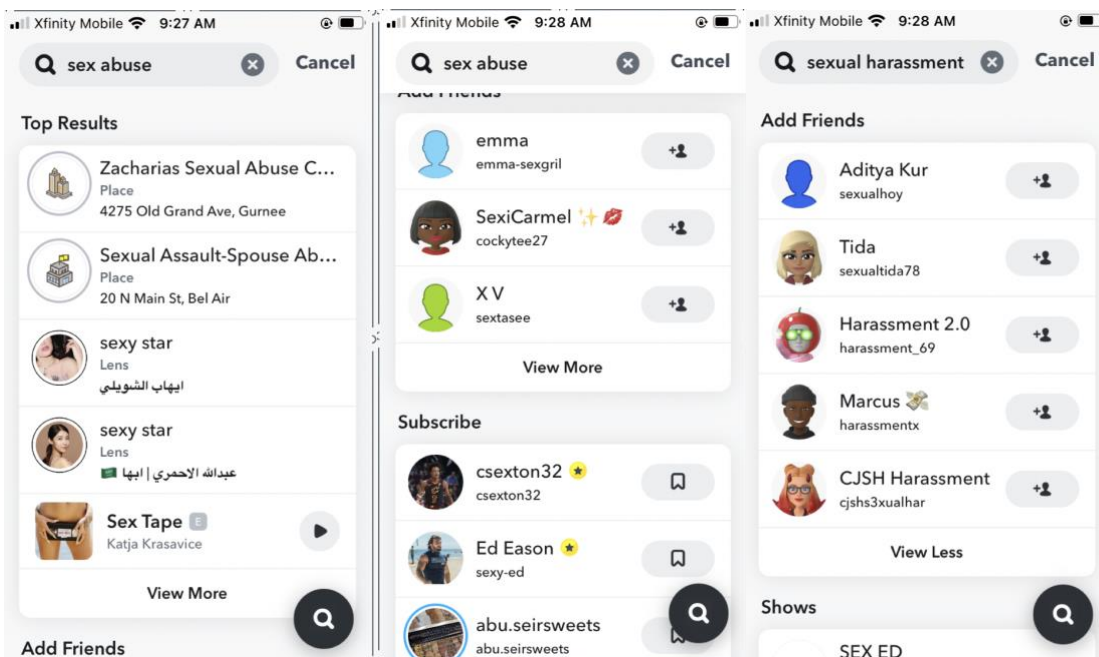 Xfinity Mobile 9:27 AM
sex abuse
Cancel
Top Results
Zacharias Sexual Abuse C...
Place
4275 Old Grand Ave, Gurnee
Sexual Assault-Spouse Ab...
Place
20 N Main St, Bel Air
sexy star
Lens
ايهاب الشويلي
sexy star
Lens
عبدالله الاحمري | ابها
Sex Tape E
Katja Krasavice
View More
Add Friends
Xfinity Mobile 9:28 AM
sex abuse
Cancel
Add Friends
emma
emma-sexgril
SexiCarmel ✨ 💋
cockytee27
X V
sextasee
View More
Subscribe
csexton32
csexton32
Ed Eason
sexy-ed
abu.seirsweets
abu.seirsweets
Xfinity Mobile 9:28 AM
sexual harassment
Cancel
Add Friends
Aditya Kur
sexualhoy
Tida
sexualtida78
Harassment 2.0
harassment_69
Marcus 💸
harassmentx
CJSH Harassment
cjshs3xualhar
View Less
Shows
SEX ED